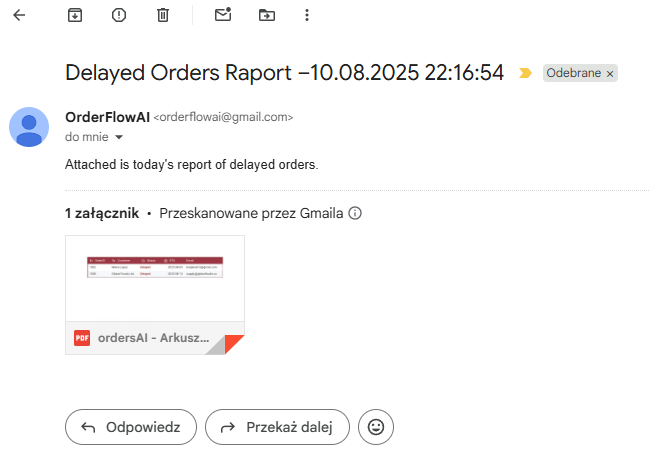 Delayed Orders Raport –10.08.2025 22:16:54
Odebrane ×
OrderFlowAI <orderflowai@gmail.com>
do mnie
Attached is today's report of delayed orders.
1 załącznik • Przeskanowane przez Gmaila
PDF ordersAI - Arkusz...
Odpowiedz
Przekaż dalej